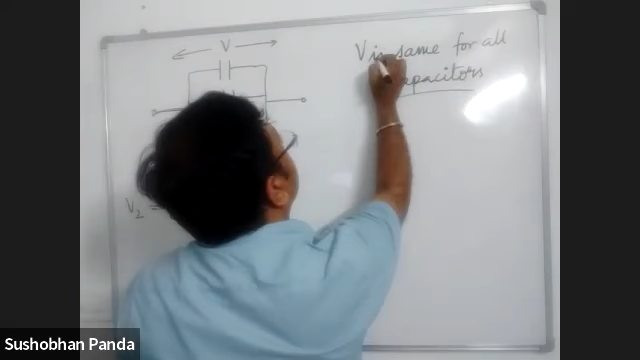 V
V is same for all
capacitors
V₂ =
Sushobhan Panda